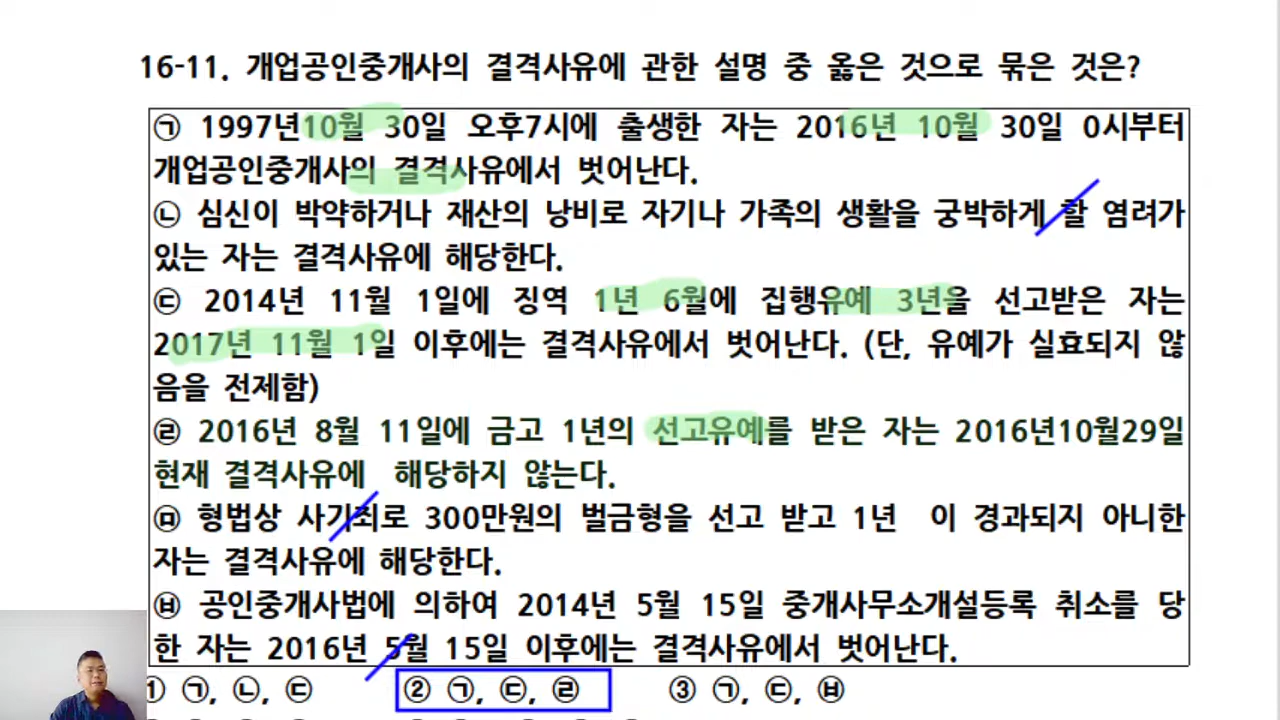 16-11. 개업공인중개사의 결격사유에 관한 설명 중 옳은 것으로 묶은 것은?
㉠ 1997년10월 30일 오후7시에 출생한 자는 2016년 10월 30일 0시부터
개업공인중개사의 결격사유에서 벗어난다.
㉡ 심신이 박약하거나 재산의 낭비로 자기나 가족의 생활을 궁박하게 할 염려가
있는 자는 결격사유에 해당한다.
㉢ 2014년 11월 1일에 징역 1년 6월에 집행유예 3년을 선고받은 자는
2017년 11월 1일 이후에는 결격사유에서 벗어난다. (단, 유예가 실효되지 않
음을 전제함)
㉣ 2016년 8월 11일에 금고 1년의 선고유예를 받은 자는 2016년10월29일
현재 결격사유에 해당하지 않는다.
㉤ 형법상 사기죄로 300만원의 벌금형을 선고 받고 1년 이 경과되지 아니한
자는 결격사유에 해당한다.
㉥ 공인중개사법에 의하여 2014년 5월 15일 중개사무소개설등록 취소를 당
한 자는 2016년 5월 15일 이후에는 결격사유에서 벗어난다.
① ㉠, ㉡, ㉢ ② ㉠, ㉢, ㉣ ③ ㉠, ㉢, ㉥